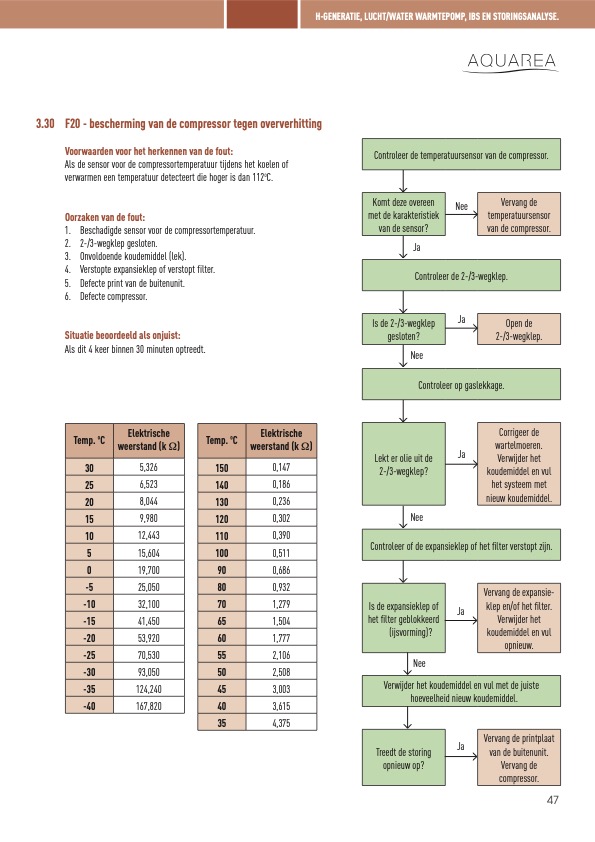 H-GENERATIE, LUCHT/WATER WARMTEPOMP, IBS EN STORINGSANALYSE.
AQUAREA
3.30 F20 - bescherming van de compressor tegen oververhitting
Voorwaarden voor het herkennen van de fout:
Als de sensor voor de compressortemperatuur tijdens het koelen of
verwarmen een temperatuur detecteert die hoger is dan 112°C.
Oorzaken van de fout:
1. Beschadigde sensor voor de compressortemperatuur.
2. 2-/3-wegklep gesloten.
3. Onvoldoende koudemiddel (lek).
4. Verstopte expansieklep of verstopt filter.
5. Defecte print van de buitenunit.
6. Defecte compressor.
Situatie beoordeeld als onjuist:
Als dit 4 keer binnen 30 minuten optreedt.
Temp. °C Elektrische weerstand (k Ω)
30 5,326
25 6,523
20 8,044
15 9,980
10 12,443
5 15,604
0 19,700
-5 25,050
-10 32,100
-15 41,450
-20 53,920
-25 70,530
-30 93,050
-35 124,240
-40 167,820
Temp. °C Elektrische weerstand (k Ω)
150 0,147
140 0,186
130 0,236
120 0,302
110 0,390
100 0,511
90 0,686
80 0,932
70 1,279
65 1,504
60 1,777
55 2,106
50 2,508
45 3,003
40 3,615
35 4,375
Controleer de temperatuursensor van de compressor.
Komt deze overeen
met de karakteristiek
van de sensor?
Nee
Vervang de
temperatuursensor
van de compressor.
Ja
Controleer de 2-/3-wegklep.
Is de 2-/3-wegklep
gesloten?
Ja
Open de
2-/3-wegklep.
Nee
Controleer op gaslekkage.
Lekt er olie uit de
2-/3-wegklep?
Ja
Corrigeer de
wartelmoeren.
Verwijder het
koudemiddel en vul
het systeem met
nieuw koudemiddel.
Nee
Controleer of de expansieklep of het filter verstopt zijn.
Is de expansieklep of
het filter geblokkeerd
(ijsvorming)?
Ja
Vervang de expansie-
klep en/of het filter.
Verwijder het
koudemiddel en vul
opnieuw.
Nee
Verwijder het koudemiddel en vul met de juiste
hoeveelheid nieuw koudemiddel.
Treedt de storing
opnieuw op?
Ja
Vervang de printplaat
van de buitenunit.
Vervang de
compressor.
47